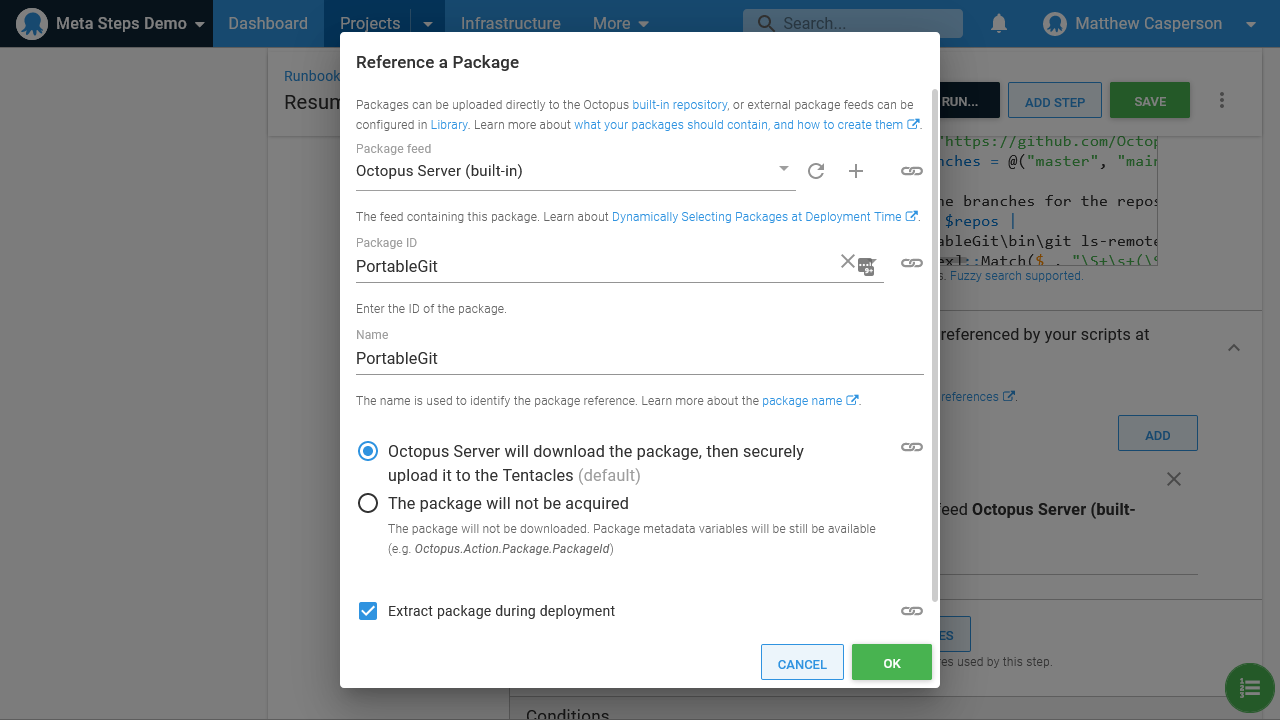 Meta Steps Demo
Dashboard
Projects
Infrastructure
More
Search...
Matthew Casperson
Runbook
Resum
RUN...
ADD STEP
SAVE
Reference a Package
Packages can be uploaded directly to the Octopus built-in repository, or external package feeds can be
configured in Library. Learn more about what your packages should contain, and how to create them.
Package feed
Octopus Server (built-in)
The feed containing this package. Learn about Dynamically Selecting Packages at Deployment Time.
Package ID
PortableGit
Enter the ID of the package.
Name
PortableGit
The name is used to identify the package reference. Learn more about the package name.
Octopus Server will download the package, then securely
upload it to the Tentacles (default)
The package will not be acquired
The package will not be downloaded. Package metadata variables will be still be available
(e.g. Octopus.Action.Package.PackageId)
Extract package during deployment
CANCEL
OK
"https://github.com/Octop
nches = @("master", "mair
he branches for the repos
$repos |
ableGit\bin\git ls-remote
ex]::Match($_, "\S+\s+(\S
s. Fuzzy search supported.
referenced by your scripts at
references.
ADD
feed Octopus Server (built-
ES
res used by this step.
Conditions